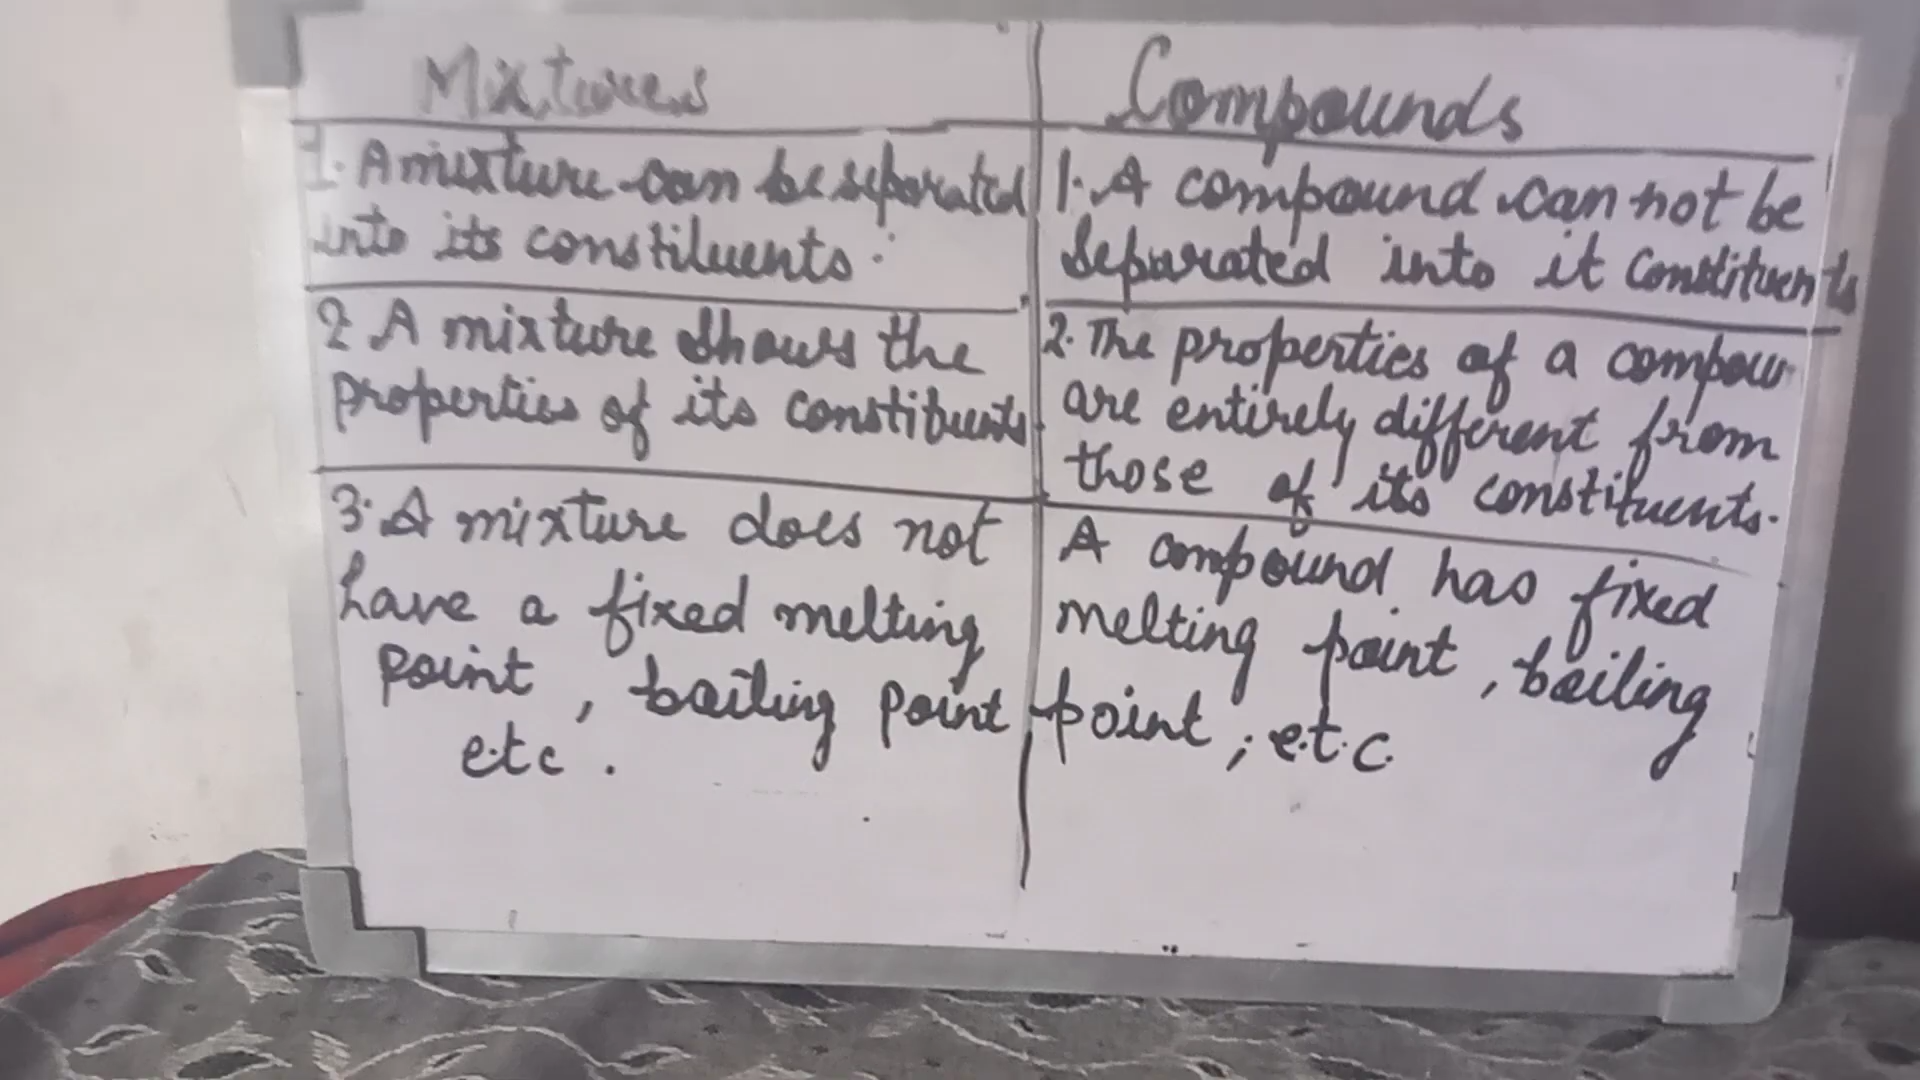 Mixtures
1. A mixture can be separated
into its constiluents.
2 A mixture shows the
properties of its constituents
3. A mixture does not
have a fixed melting
point, boiling point
etc.
Compounds
1. A compound can not be
separated into it constituents
2. The properties of a compou
are entirely different from
those of its constituents.
A compound has fixed
melting point, boiling
point, e.t.c.